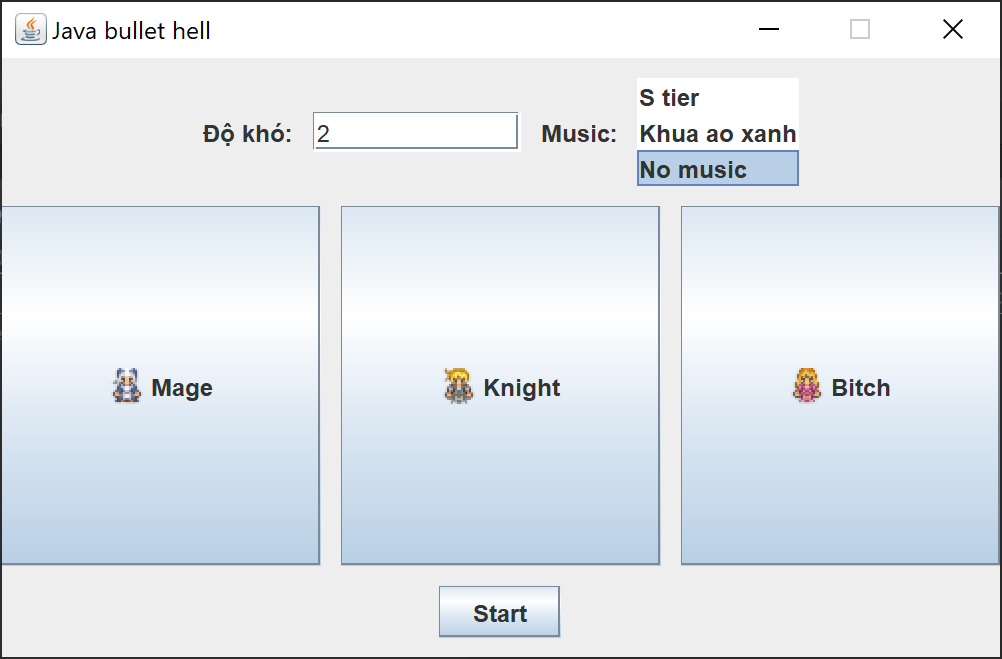 Java bullet hell
Độ khó: 2 Music:
S tier
Khua ao xanh
No music
Mage
Knight
Bitch
Start